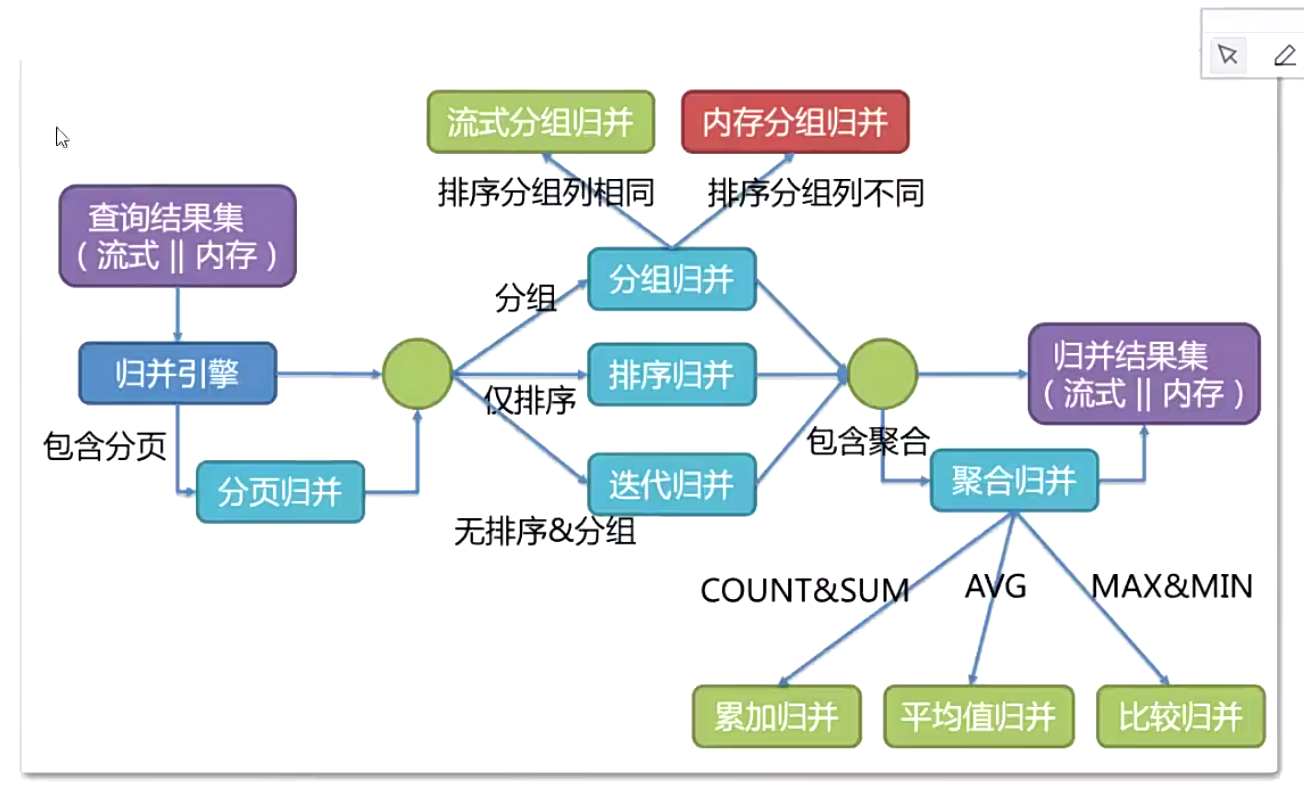 流式分组归并
内存分组归并
排序分组列相同
排序分组列不同
查询结果集
（流式 || 内存）
分组归并
分组
归并引擎
排序归并
仅排序
归并结果集
（流式 || 内存）
包含分页
分页归并
迭代归并
无排序&分组
包含聚合
聚合归并
COUNT&SUM
AVG
MAX&MIN
累加归并
平均值归并
比较归并